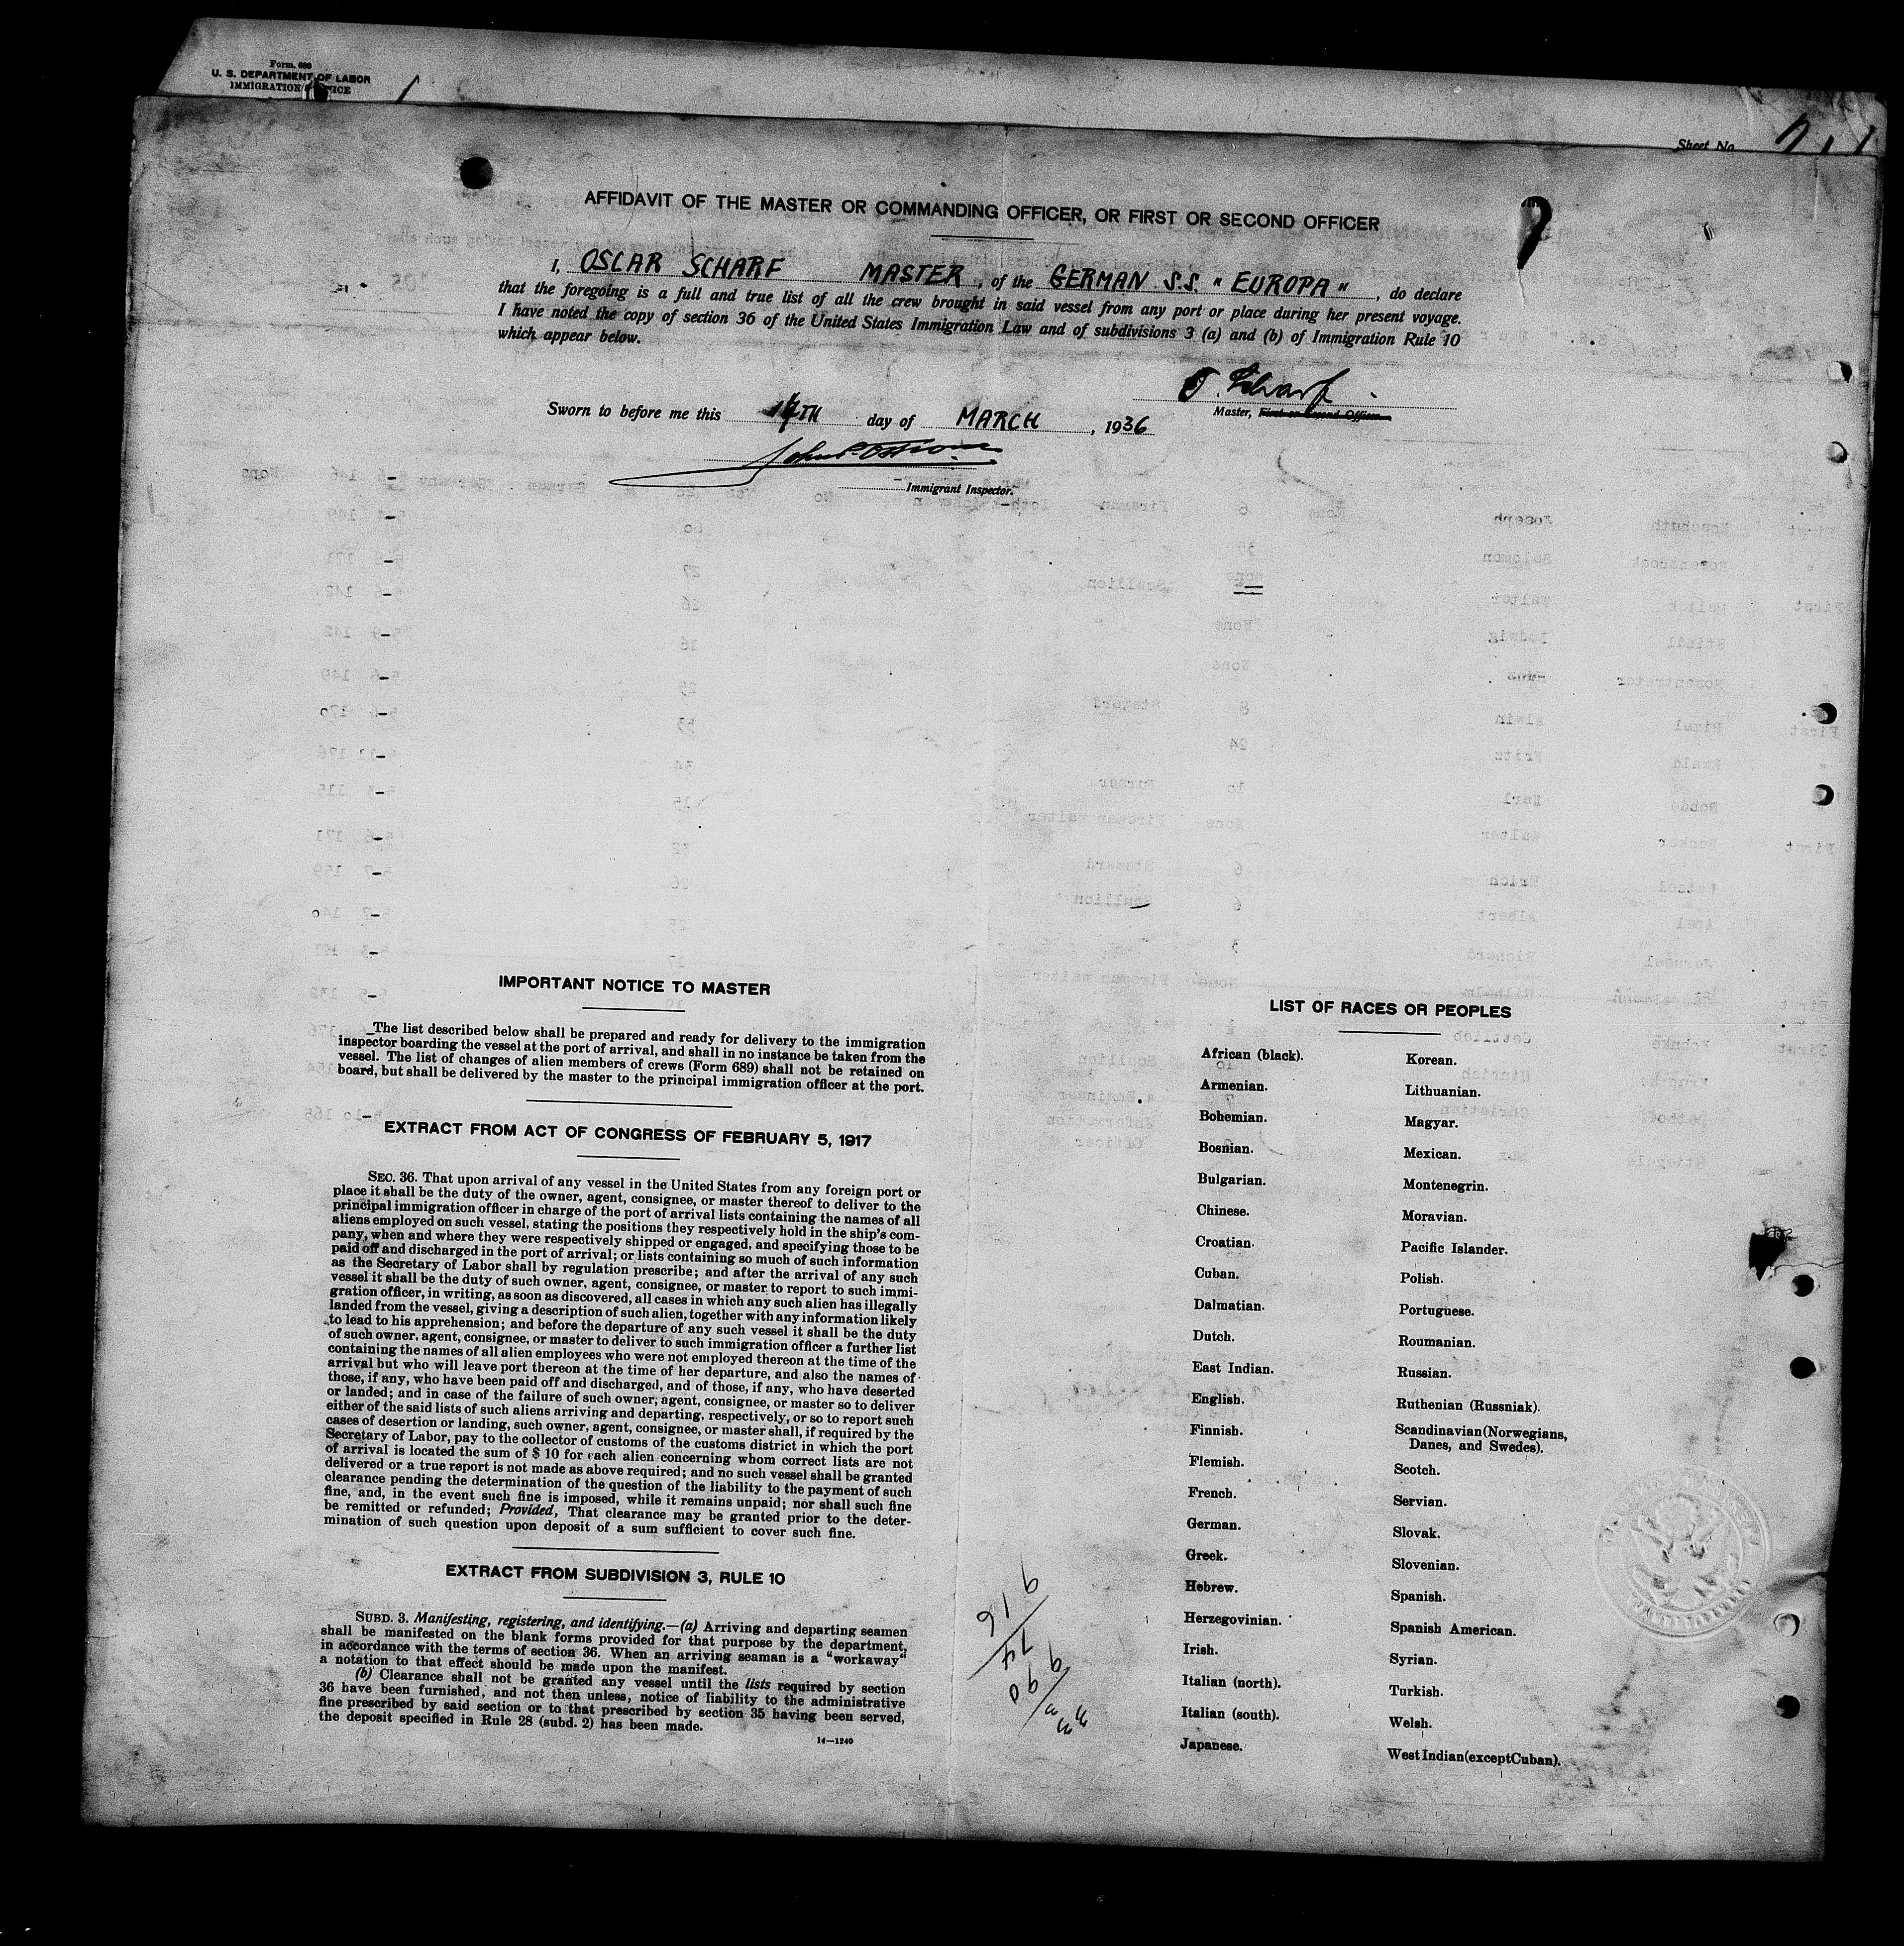 Form. 680
U. S. DEPARTMENT OF LABOR
IMMIGRATION SERVICE
Sheet No.
AFFIDAVIT OF THE MASTER OR COMMANDING OFFICER, OR FIRST OR SECOND OFFICER
I, OSCAR SCHARF MASTER, of the GERMAN S.S. "EUROPA", do declare
that the foregoing is a full and true list of all the crew brought in said vessel from any port or place during her present voyage.
I have noted the copy of section 36 of the United States Immigration Law and of subdivisions 3 (a) and (b) of Immigration Rule 10
which appear below.
O. Scharf
Master, First or Second Officer.
Sworn to before me this 17TH day of MARCH, 1936
Immigrant Inspector.
IMPORTANT NOTICE TO MASTER
The list described below shall be prepared and ready for delivery to the immigration
inspector boarding the vessel at the port of arrival, and shall in no instance be taken from the
vessel. The list of changes of alien members of crews (Form 689) shall not be retained on
board, but shall be delivered by the master to the principal immigration officer at the port.
EXTRACT FROM ACT OF CONGRESS OF FEBRUARY 5, 1917
SEC. 36. That upon arrival of any vessel in the United States from any foreign port or
place it shall be the duty of the owner, agent, consignee, or master thereof to deliver to the
principal immigration officer in charge of the port of arrival lists containing the names of all
aliens employed on such vessel, stating the positions they respectively hold in the ship's com-
pany, when and where they were respectively shipped or engaged, and specifying those to be
paid off and discharged in the port of arrival; or lists containing so much of such information
as the Secretary of Labor shall by regulation prescribe; and after the arrival of any such
vessel it shall be the duty of such owner, agent, consignee, or master to report to such immi-
gration officer, in writing, as soon as discovered, all cases in which any such alien has illegally
landed from the vessel, giving a description of such alien, together with any information likely
to lead to his apprehension; and before the departure of any such vessel it shall be the duty
of such owner, agent, consignee, or master to deliver to such immigration officer a further list
containing the names of all alien employees who were not employed thereon at the time of the
arrival but who will leave port thereon at the time of her departure, and also the names of
those, if any, who have been paid off and discharged, and of those, if any, who have deserted
or landed; and in case of the failure of such owner, agent, consignee, or master so to deliver
either of the said lists of such aliens arriving and departing, respectively, or so to report such
cases of desertion or landing, such owner, agent, consignee, or master shall, if required by the
Secretary of Labor, pay to the collector of customs of the customs district in which the port
of arrival is located the sum of $ 10 for each alien concerning whom correct lists are not
delivered or a true report is not made as above required; and no such vessel shall be granted
clearance pending the determination of the question of the liability to the payment of such
fine, and, in the event such fine is imposed, while it remains unpaid; nor shall such fine
be remitted or refunded; Provided, That clearance may be granted prior to the deter-
mination of such question upon deposit of a sum sufficient to cover such fine.
EXTRACT FROM SUBDIVISION 3, RULE 10
SUBD. 3. Manifesting, registering, and identifying.—(a) Arriving and departing seamen
shall be manifested on the blank forms provided for that purpose by the department,
in accordance with the terms of section 36. When an arriving seaman is a "workaway"
a notation to that effect should be made upon the manifest.
(b) Clearance shall not be granted any vessel until the lists required by section
36 have been furnished, and not then unless, notice of liability to the administrative
fine prescribed by said section or to that prescribed by section 35 having been served,
the deposit specified in Rule 28 (subd. 2) has been made.
14—1240
LIST OF RACES OR PEOPLES
African (black).
Armenian.
Bohemian.
Bosnian.
Bulgarian.
Chinese.
Croatian.
Cuban.
Dalmatian.
Dutch.
East Indian.
English.
Finnish.
Flemish.
French.
German.
Greek.
Hebrew.
Herzegovinian.
Irish.
Italian (north).
Italian (south).
Japanese.
Korean.
Lithuanian.
Magyar.
Mexican.
Montenegrin.
Moravian.
Pacific Islander.
Polish.
Portuguese.
Roumanian.
Russian.
Ruthenian (Russniak).
Scandinavian (Norwegians,
Danes, and Swedes).
Scotch.
Servian.
Slovak.
Slovenian.
Spanish.
Spanish American.
Syrian.
Turkish.
Welsh.
West Indian (except Cuban).